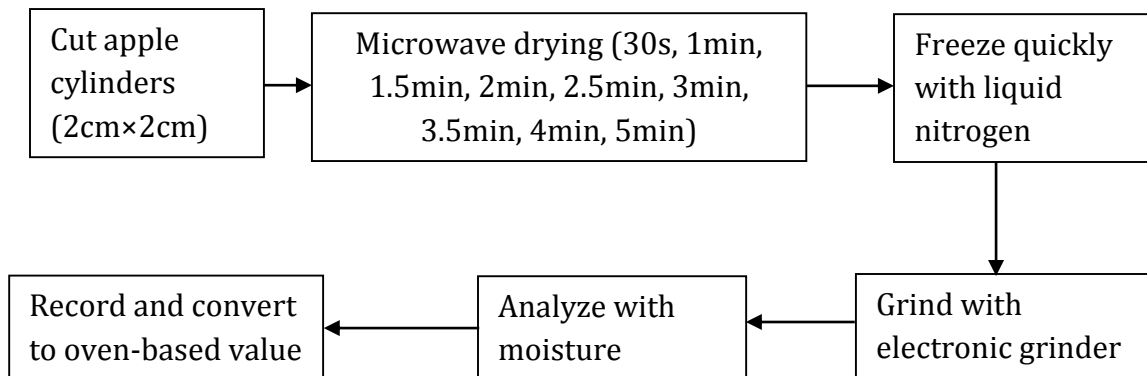 Cut apple
cylinders
(2cm×2cm)
Microwave drying (30s, 1min,
1.5min, 2min, 2.5min, 3min,
3.5min, 4min, 5min)
Freeze quickly
with liquid
nitrogen
Grind with
electronic grinder
Analyze with
moisture
Record and convert
to oven-based value